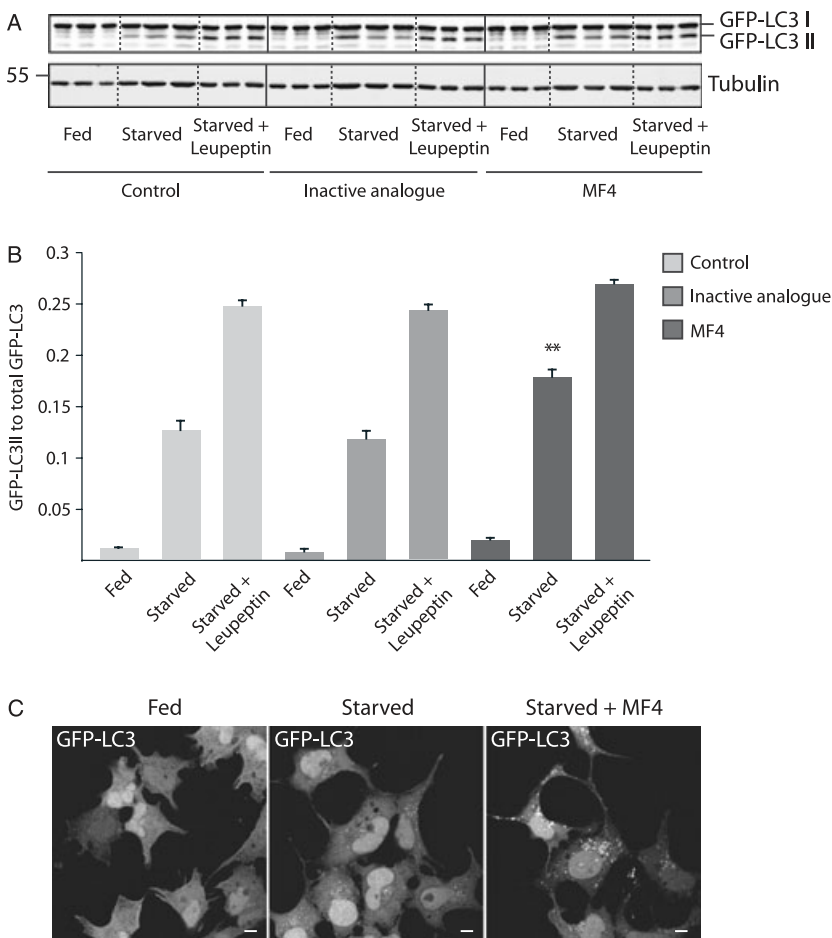 A
GFP-LC3 I
GFP-LC3 II
55
Tubulin
Fed
Starved
Starved +
Leupeptin
Fed
Starved
Starved +
Leupeptin
Fed
Starved
Starved +
Leupeptin
Control
Inactive analogue
MF4
B
GFP-LC3II to total GFP-LC3
0.3
0.25
0.2
0.15
0.1
0.05
**
Control
Inactive analogue
MF4
Fed
Starved
Starved +
Leupeptin
Fed
Starved
Starved +
Leupeptin
Fed
Starved
Starved +
Leupeptin
C
Fed
Starved
Starved + MF4
GFP-LC3
GFP-LC3
GFP-LC3